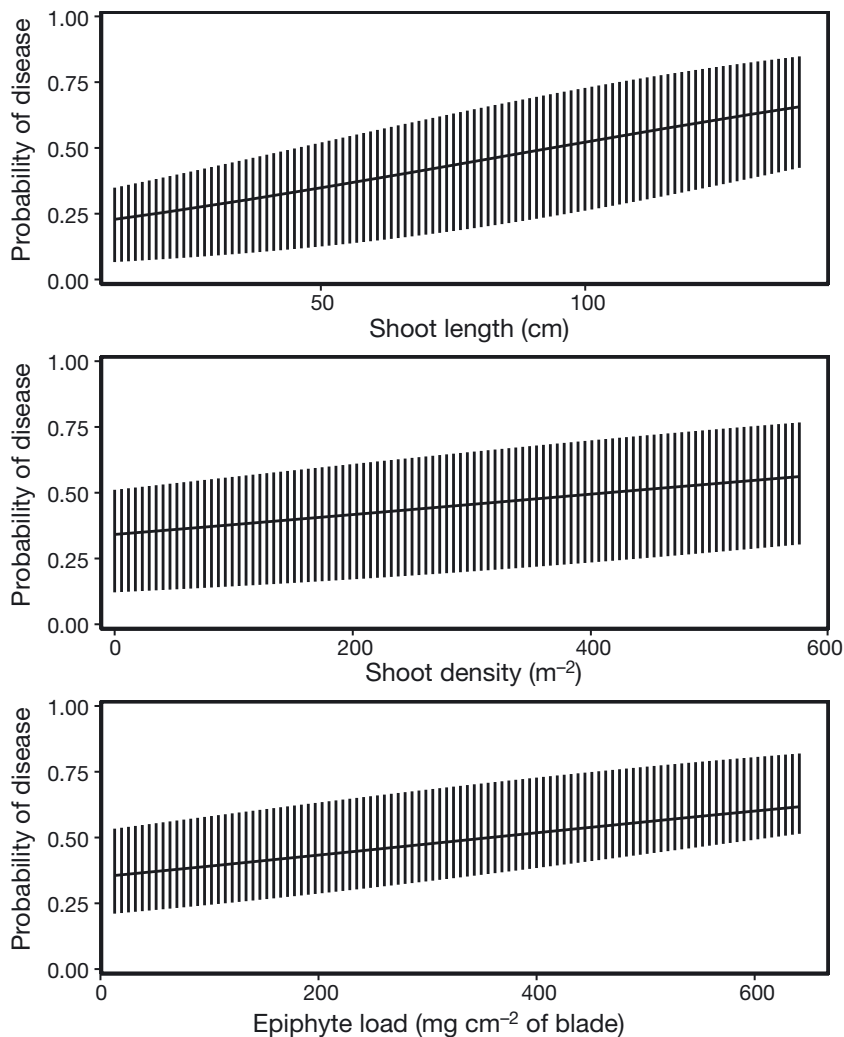 1.00
0.75
0.50
0.25
0.00
Probability of disease
50 100
Shoot length (cm)
1.00
0.75
0.50
0.25
0.00
Probability of disease
0 200 400 600
Shoot density (m⁻²)
1.00
0.75
0.50
0.25
0.00
Probability of disease
0 200 400 600
Epiphyte load (mg cm⁻² of blade)